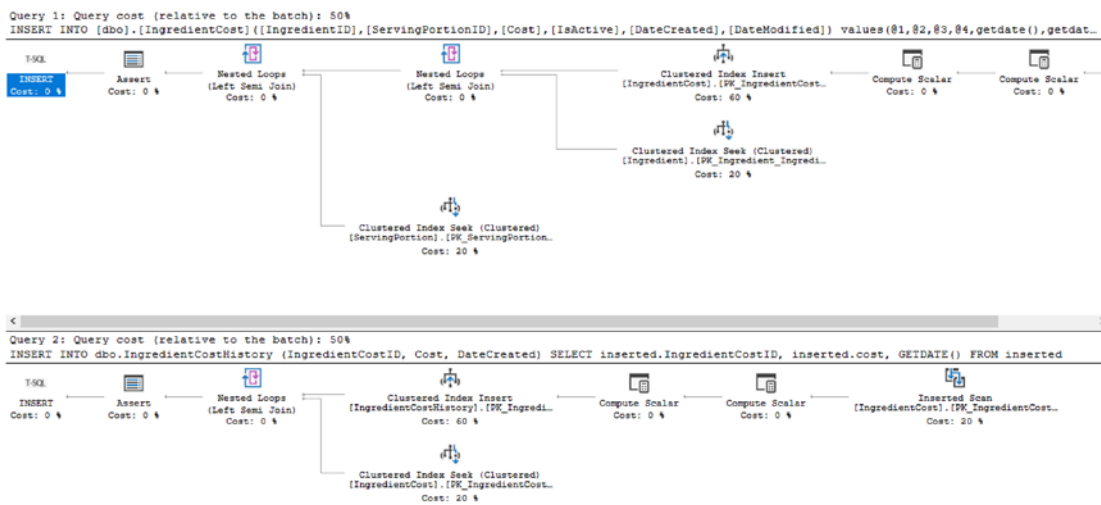 Query 1: Query cost (relative to the batch): 50%
INSERT INTO [dbo].[IngredientCost]([IngredientID],[ServingPortionID],[Cost],[IsActive],[DateCreated],[DateModified]) values(@1,@2,@3,@4,getdate(),getdat…
T-SQL
INSERT
Cost: 0 %
Assert
Cost: 0 %
Nested Loops
(Left Semi Join)
Cost: 0 %
Nested Loops
(Left Semi Join)
Cost: 0 %
Clustered Index Insert
[IngredientCost].[PK_IngredientCost…
Cost: 60 %
Compute Scalar
Cost: 0 %
Compute Scalar
Cost: 0 %
Clustered Index Seek (Clustered)
[Ingredient].[PK_Ingredient_Ingredi…
Cost: 20 %
Clustered Index Seek (Clustered)
[ServingPortion].[PK_ServingPortion…
Cost: 20 %
Query 2: Query cost (relative to the batch): 50%
INSERT INTO dbo.IngredientCostHistory (IngredientCostID, Cost, DateCreated) SELECT inserted.IngredientCostID, inserted.cost, GETDATE() FROM inserted
T-SQL
INSERT
Cost: 0 %
Assert
Cost: 0 %
Nested Loops
(Left Semi Join)
Cost: 0 %
Clustered Index Insert
[IngredientCostHistory].[PK_Ingredi…
Cost: 60 %
Compute Scalar
Cost: 0 %
Compute Scalar
Cost: 0 %
Inserted Scan
[IngredientCost].[PK_IngredientCost…
Cost: 20 %
Clustered Index Seek (Clustered)
[IngredientCost].[PK_IngredientCost…
Cost: 20 %